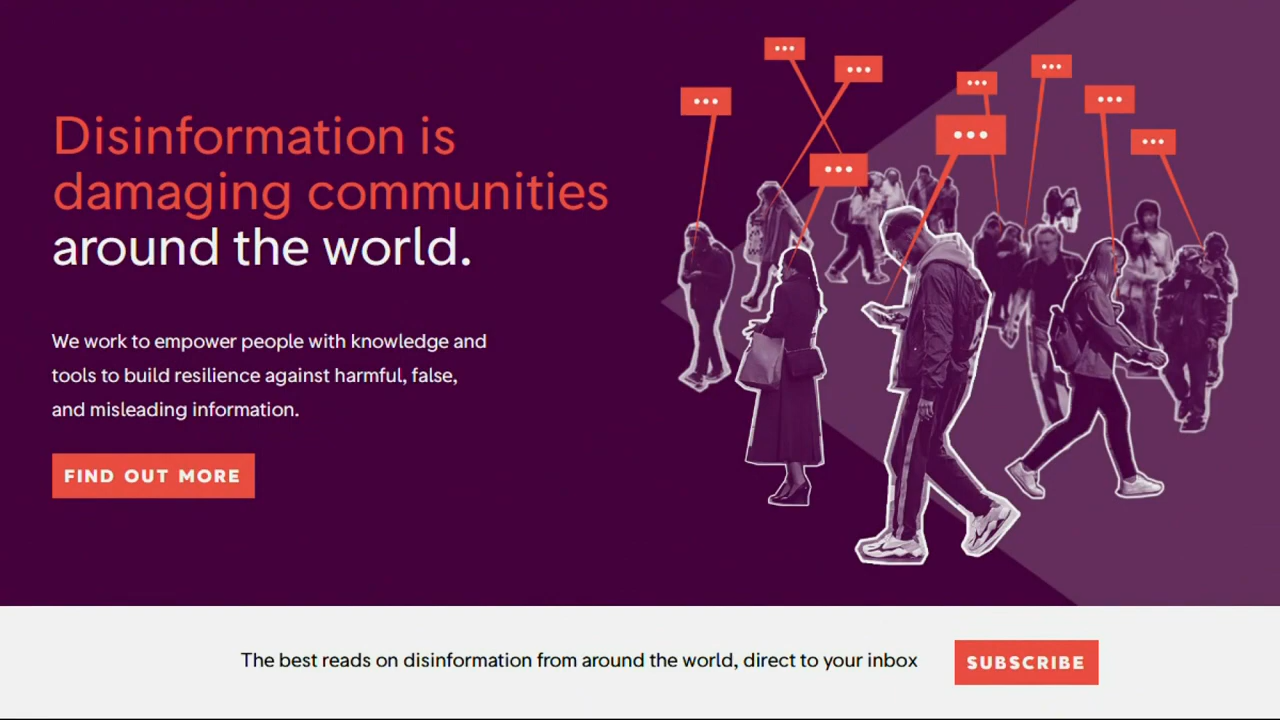 Disinformation is
damaging communities
around the world.
We work to empower people with knowledge and
tools to build resilience against harmful, false,
and misleading information.
FIND OUT MORE
The best reads on disinformation from around the world, direct to your inbox
SUBSCRIBE